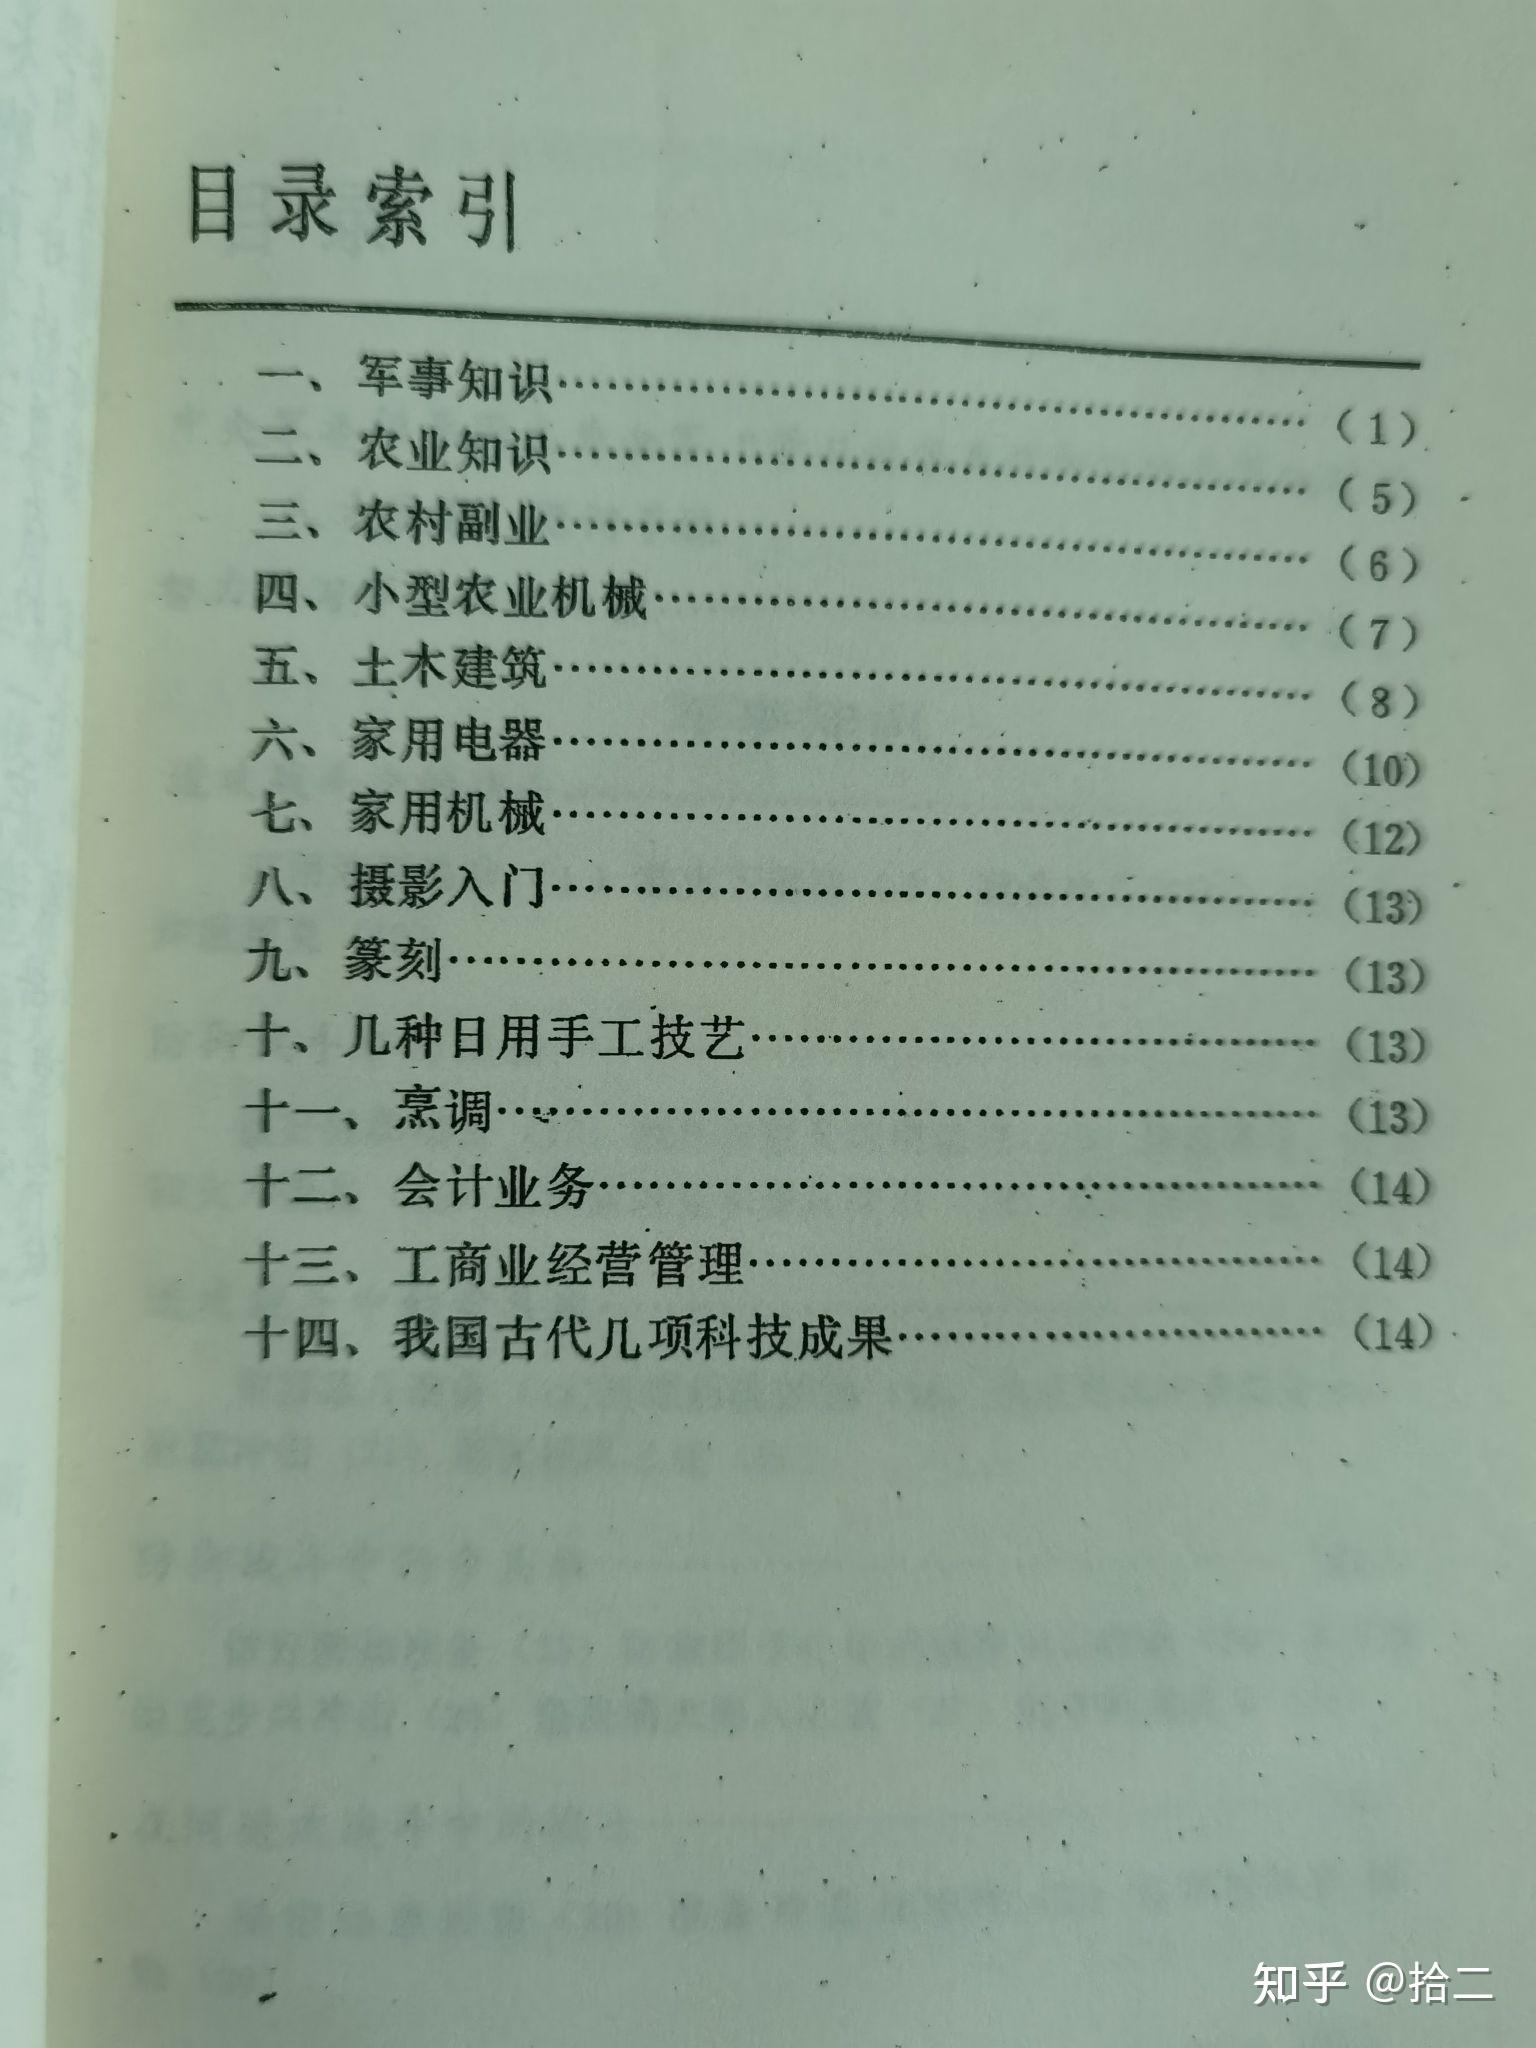 目录索引
一、军事知识……………………………………(1)
二、农业知识……………………………………(5)
三、农村副业……………………………………(6)
四、小型农业机械………………………………(7)
五、土木建筑……………………………………(8)
六、家用电器……………………………………(10)
七、家用机械……………………………………(12)
八、摄影入门……………………………………(13)
九、篆刻…………………………………………(13)
十、几种日用手工技艺…………………………(13)
十一、烹调………………………………………(13)
十二、会计业务…………………………………(14)
十三、工商业经营管理…………………………(14)
十四、我国古代几项科技成果…………………(14)
知乎 @拾二